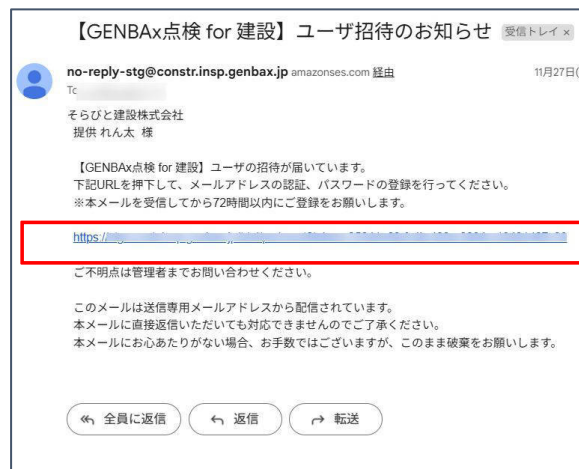 【GENBAx点検 for 建設】ユーザ招待のお知らせ 受信トレイ ×
no-reply-stg@constr.insp.genbax.jp amazonses.com 経由 11月27日(
To
そらびと建設株式会社
提供 れん太 様
【GENBAx点検 for 建設】ユーザの招待が届いています。
下記URLを押下して、メールアドレスの認証、パスワードの登録を行ってください。
※本メールを受信してから72時間以内にご登録をお願いします。
https://
ご不明点は管理者までお問い合わせください。
このメールは送信専用メールアドレスから配信されています。
本メールに直接返信いただいても対応できませんのでご了承ください。
本メールにお心あたりがない場合、お手数ではございますが、このまま破棄をお願いします。
全員に返信 返信 転送